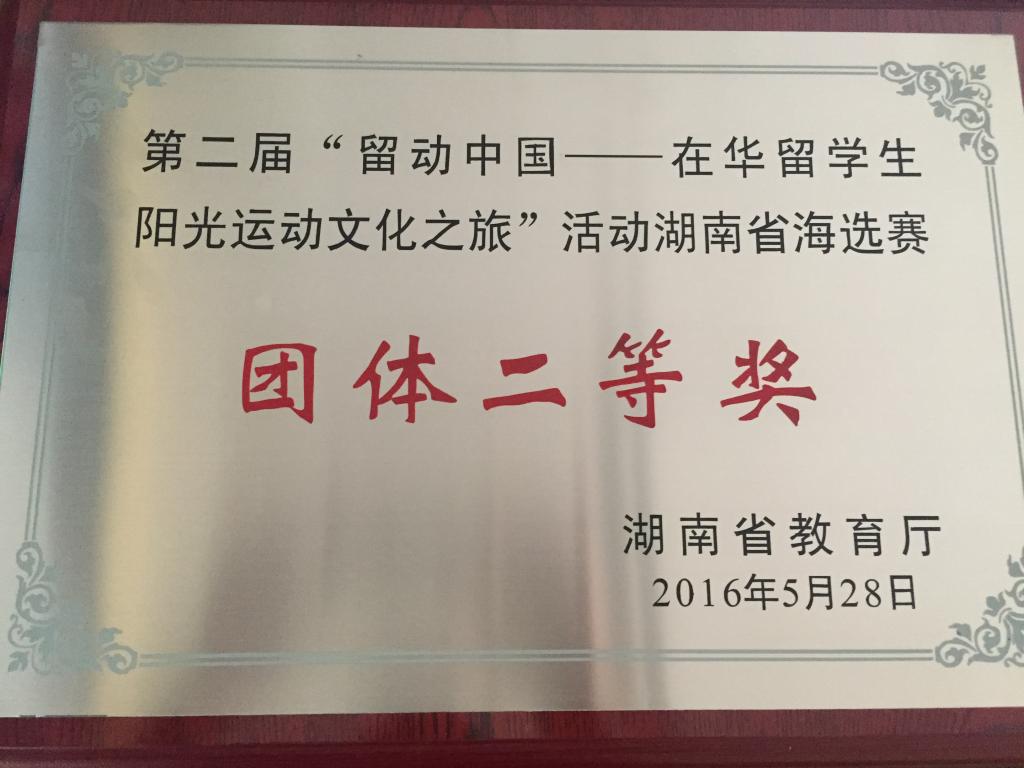 第二届“留动中国——在华留学生
阳光运动文化之旅”活动湖南省海选赛
团体二等奖
湖南省教育厅
2016年5月28日